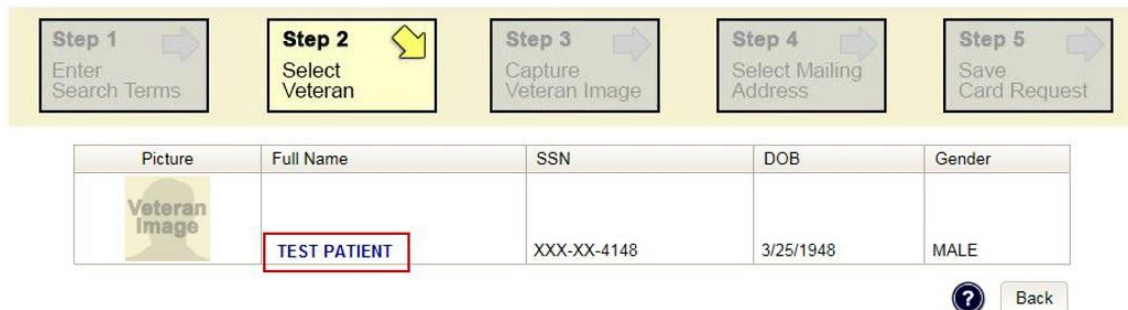 Step 1
Enter
Search Terms
Step 2
Select
Veteran
Step 3
Capture
Veteran Image
Step 4
Select Mailing
Address
Step 5
Save
Card Request
Picture Full Name SSN DOB Gender
Veteran
Image
TEST PATIENT XXX-XX-4148 3/25/1948 MALE
? Back